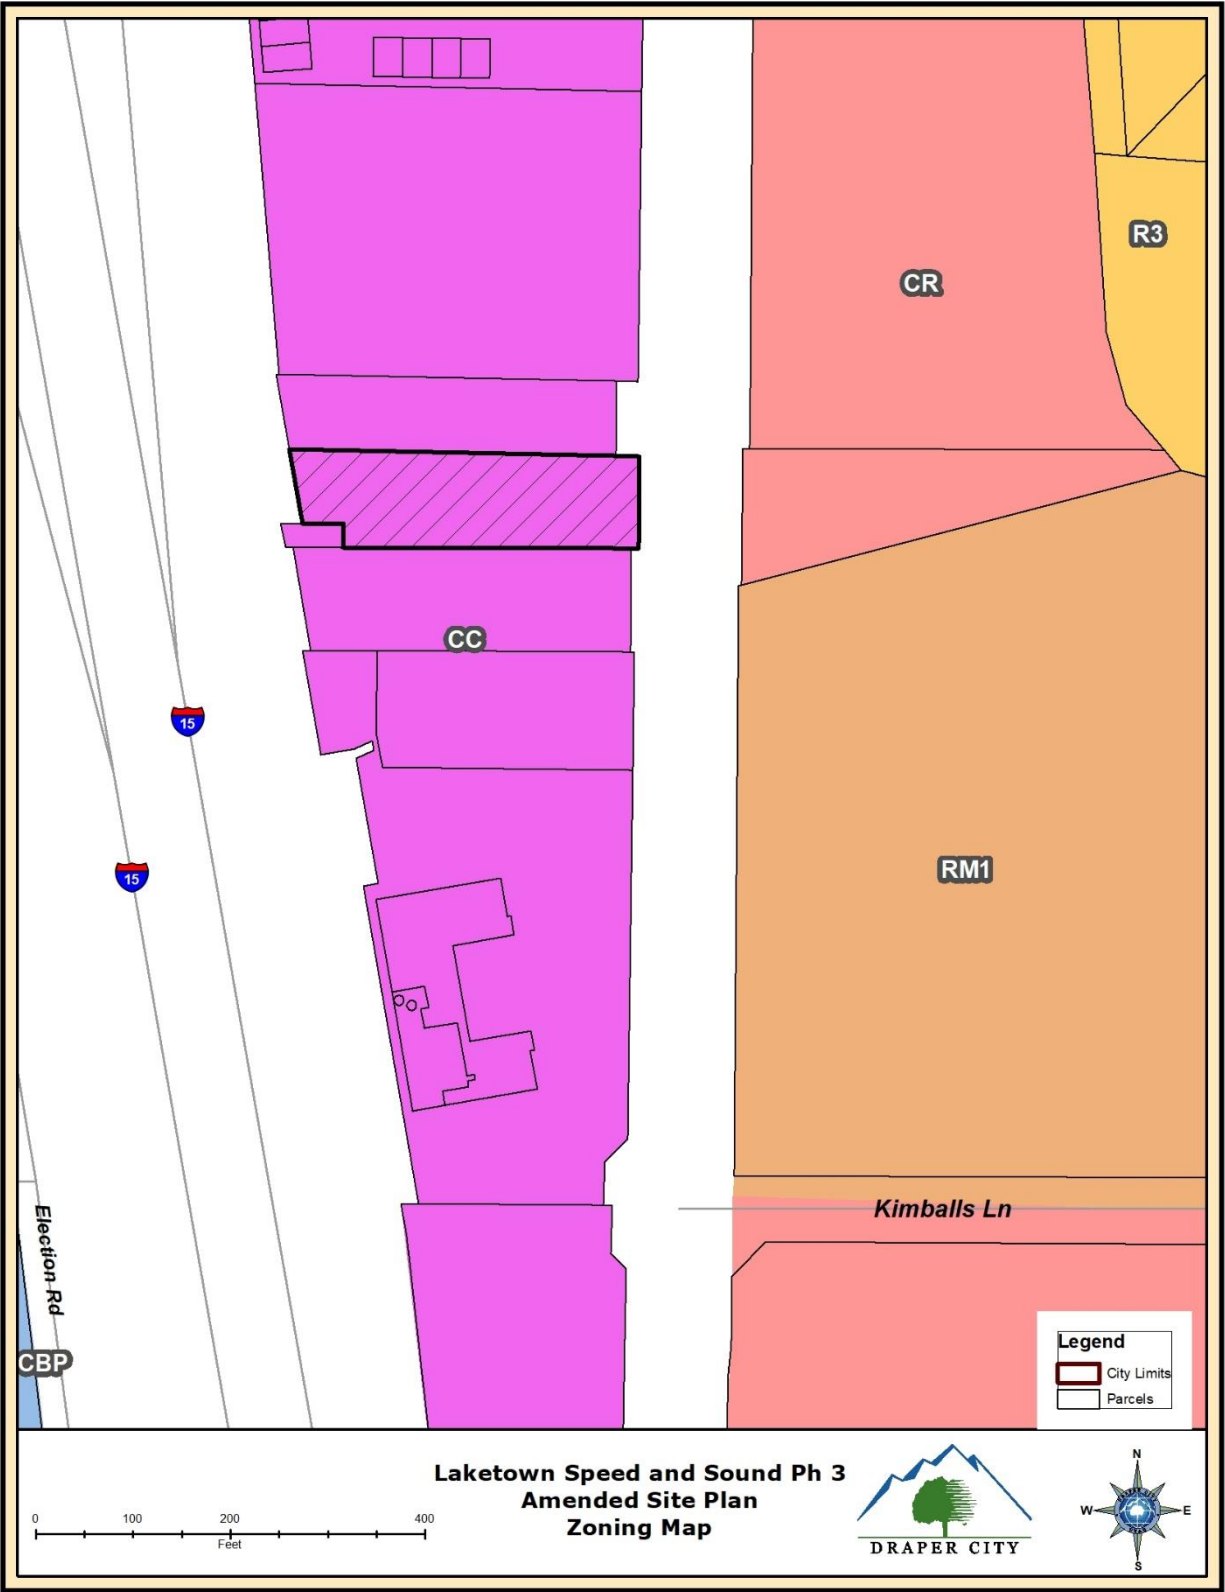 R3
CR
CC
15
15
RM1
Kimballs Ln
Election Rd
CBP
Legend
City Limits
Parcels
Laketown Speed and Sound Ph 3
Amended Site Plan
Zoning Map
0 100 200 400
Feet
DRAPER CITY
N
W E
S